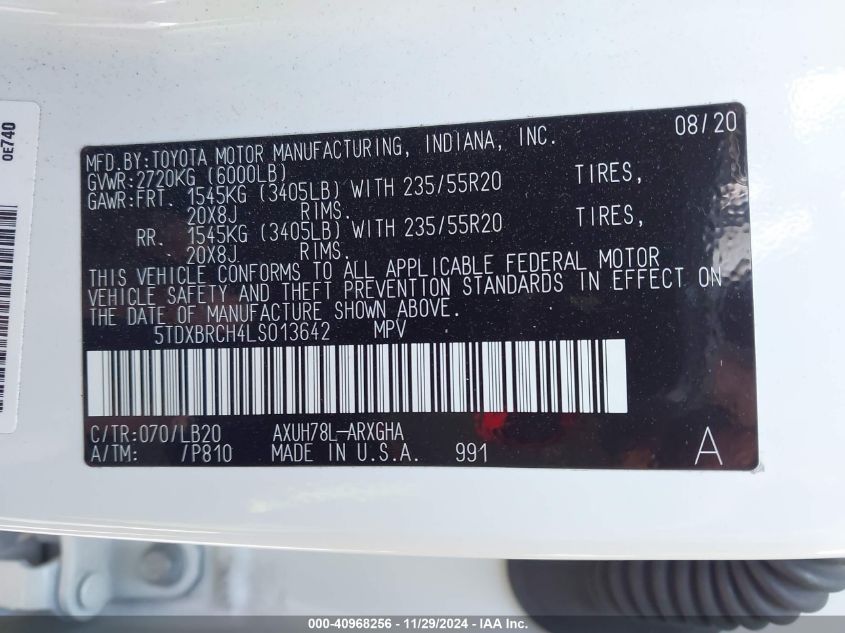 0E740
MFD.BY:TOYOTA MOTOR MANUFACTURING, INDIANA, INC. 08/20
GVWR:2720KG (6000LB)
GAWR:FRT. 1545KG (3405LB) WITH 235/55R20 TIRES,
20X8J RIMS.
RR. 1545KG (3405LB) WITH 235/55R20 TIRES,
20X8J RIMS.
THIS VEHICLE CONFORMS TO ALL APPLICABLE FEDERAL MOTOR
VEHICLE SAFETY AND THEFT PREVENTION STANDARDS IN EFFECT ON
THE DATE OF MANUFACTURE SHOWN ABOVE.
5TDXBRCH4LS013642 MPV
C/TR:070/LB20 AXUH78L-ARXGHA
A/TM: /P810 MADE IN U.S.A. 991 A
000-40968256 - 11/29/2024 - IAA Inc.